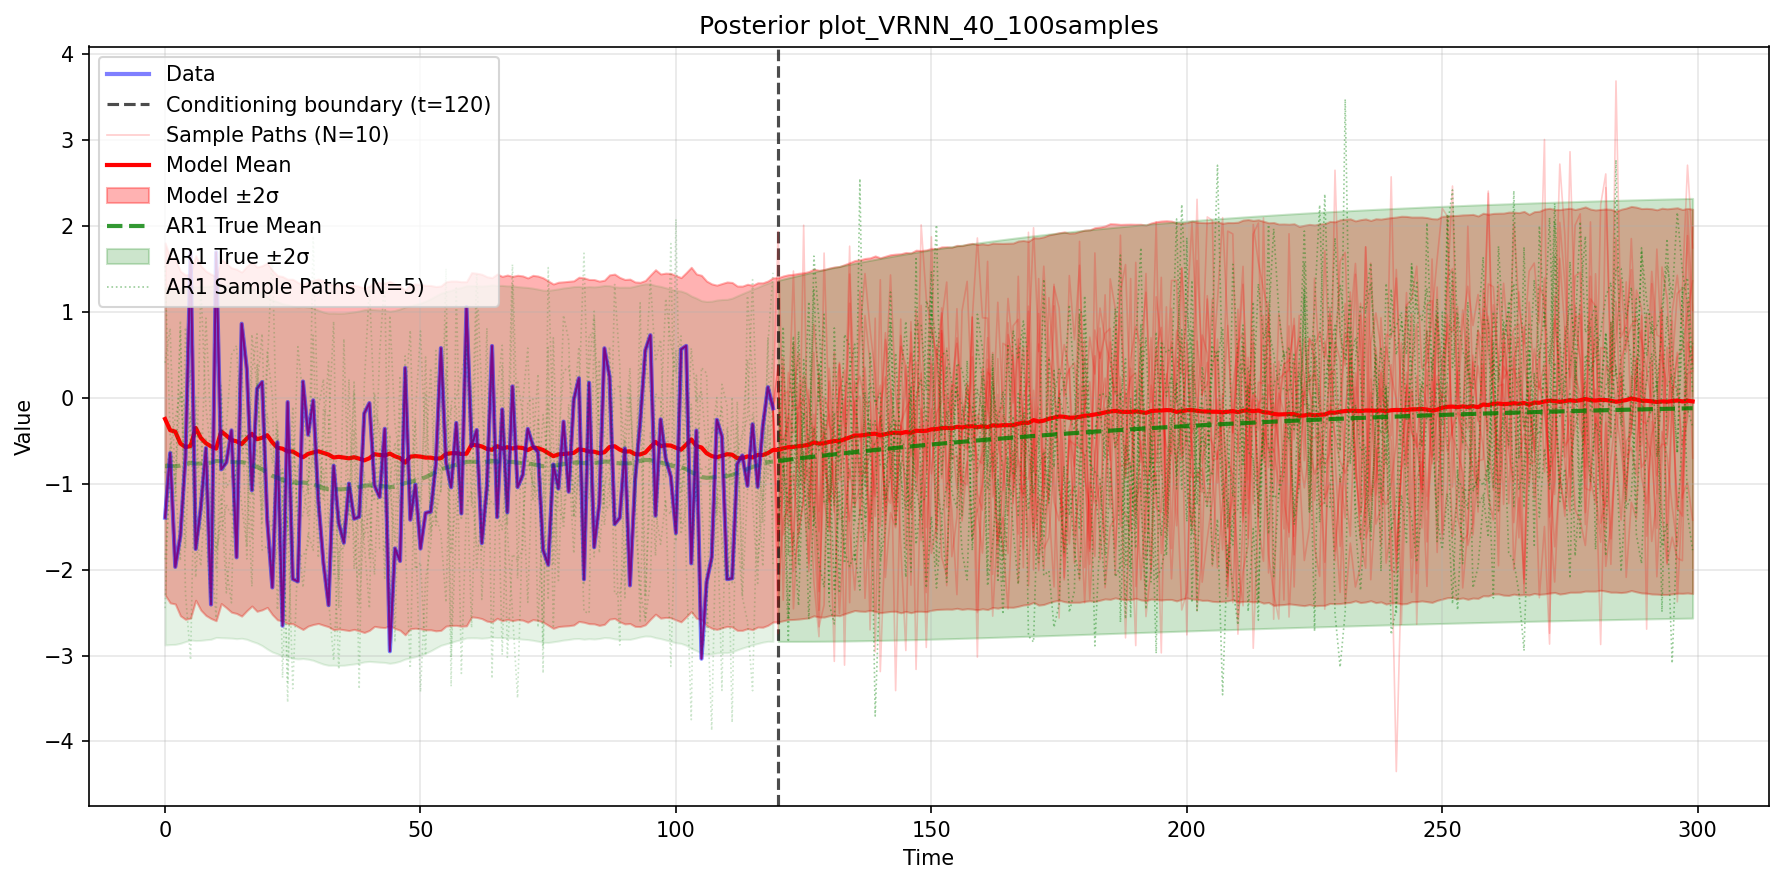 Posterior plot_VRNN_40_100samples
Data
Conditioning boundary (t=120)
Sample Paths (N=10)
Model Mean
Model ±2σ
AR1 True Mean
AR1 True ±2σ
AR1 Sample Paths (N=5)
4
3
2
1
0
−1
−2
−3
−4
Value
0 50 100 150 200 250 300
Time